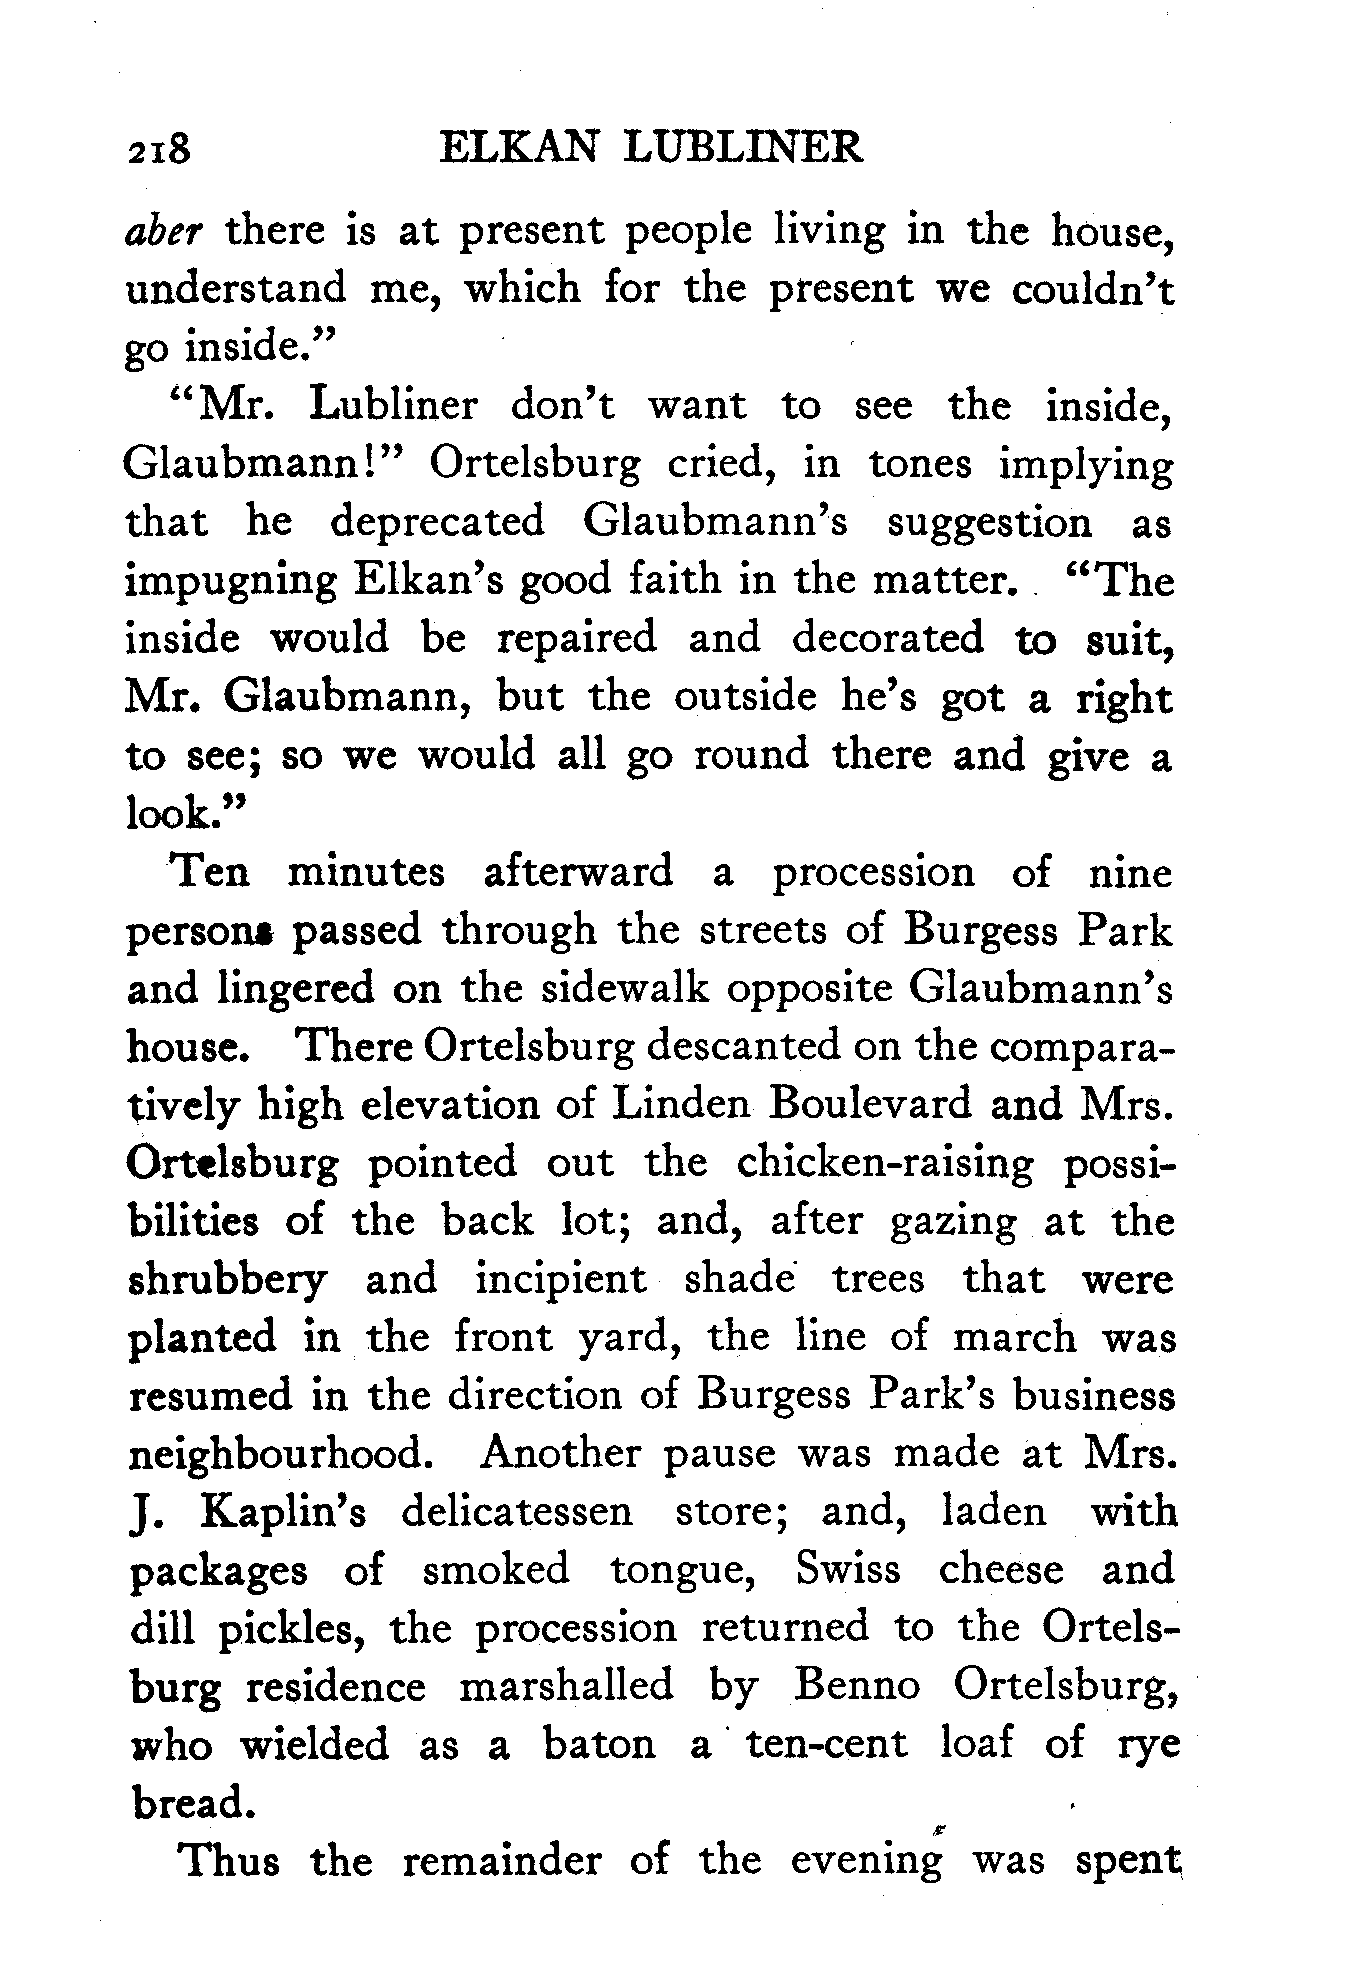 218 ELKAN LUBLINER
aber there is at present people living in the house,
understand me, which for the present we couldn't
go inside."
"Mr. Lubliner don't want to see the inside,
Glaubmann!" Ortelsburg cried, in tones implying
that he deprecated Glaubmann's suggestion as
impugning Elkan's good faith in the matter. "The
inside would be repaired and decorated to suit,
Mr. Glaubmann, but the outside he's got a right
to see; so we would all go round there and give a
look."
Ten minutes afterward a procession of nine
persons passed through the streets of Burgess Park
and lingered on the sidewalk opposite Glaubmann's
house. There Ortelsburg descanted on the compara-
tively high elevation of Linden Boulevard and Mrs.
Ortelsburg pointed out the chicken-raising possi-
bilities of the back lot; and, after gazing at the
shrubbery and incipient shade trees that were
planted in the front yard, the line of march was
resumed in the direction of Burgess Park's business
neighbourhood. Another pause was made at Mrs.
J. Kaplin's delicatessen store; and, laden with
packages of smoked tongue, Swiss cheese and
dill pickles, the procession returned to the Ortels-
burg residence marshalled by Benno Ortelsburg,
who wielded as a baton a ten-cent loaf of rye
bread.
Thus the remainder of the evening was spent